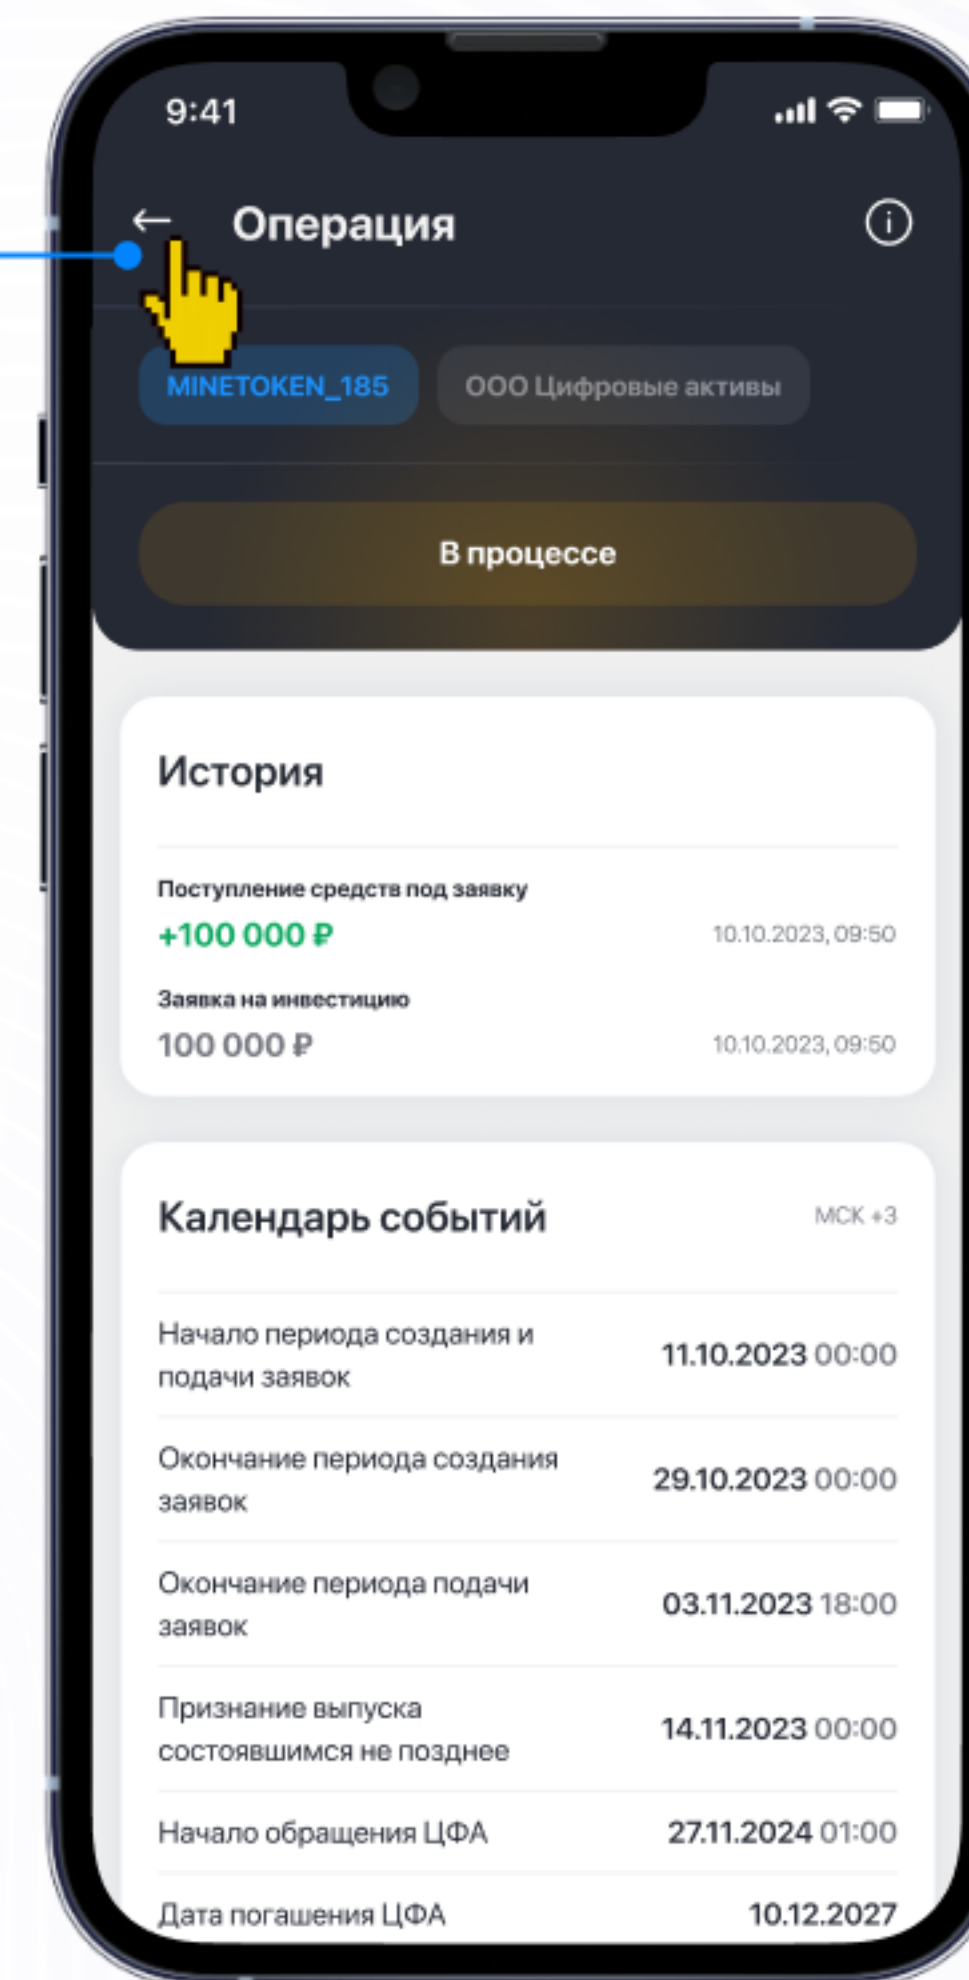 9:41
Операция
MINETOKEN_185
ООО Цифровые активы
В процессе
История
Поступление средств под заявку
+100 000 ₽
10.10.2023, 09:50
Заявка на инвестицию
100 000 ₽
10.10.2023, 09:50
Календарь событий
МСК +3
Начало периода создания и
подачи заявок
11.10.2023 00:00
Окончание периода создания
заявок
29.10.2023 00:00
Окончание периода подачи
заявок
03.11.2023 18:00
Признание выпуска
состоявшимся не позднее
14.11.2023 00:00
Начало обращения ЦФА
27.11.2024 01:00
Дата погашения ЦФА
10.12.2027